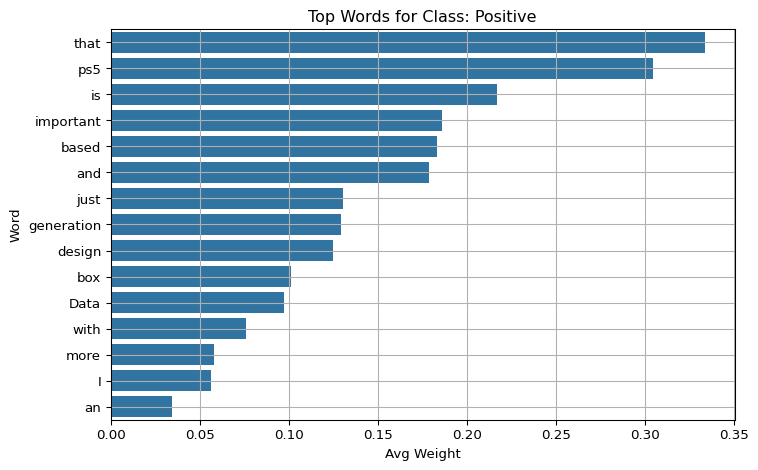 Top Words for Class: Positive
that
ps5
is
important
based
and
just
generation
design
box
Data
with
more
I
an
Word
0.00 0.05 0.10 0.15 0.20 0.25 0.30 0.35
Avg Weight